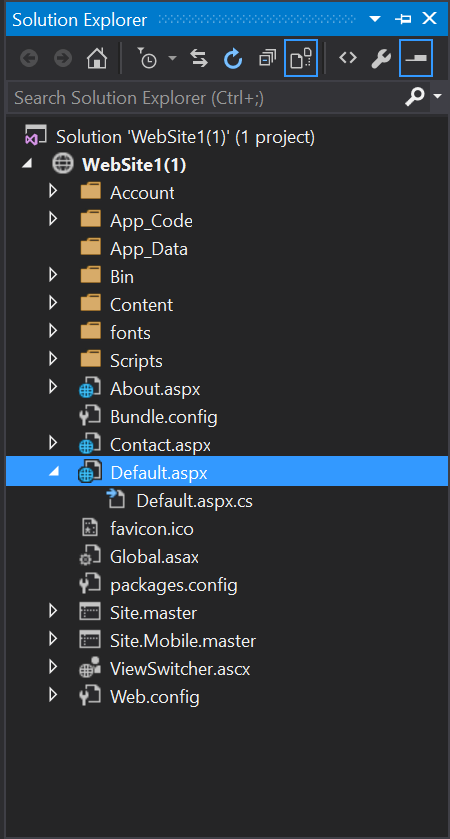 Solution Explorer
Search Solution Explorer (Ctrl+;)
Solution 'WebSite1(1)' (1 project)
WebSite1(1)
Account
App_Code
App_Data
Bin
Content
fonts
Scripts
About.aspx
Bundle.config
Contact.aspx
Default.aspx
Default.aspx.cs
favicon.ico
Global.asax
packages.config
Site.master
Site.Mobile.master
ViewSwitcher.ascx
Web.config